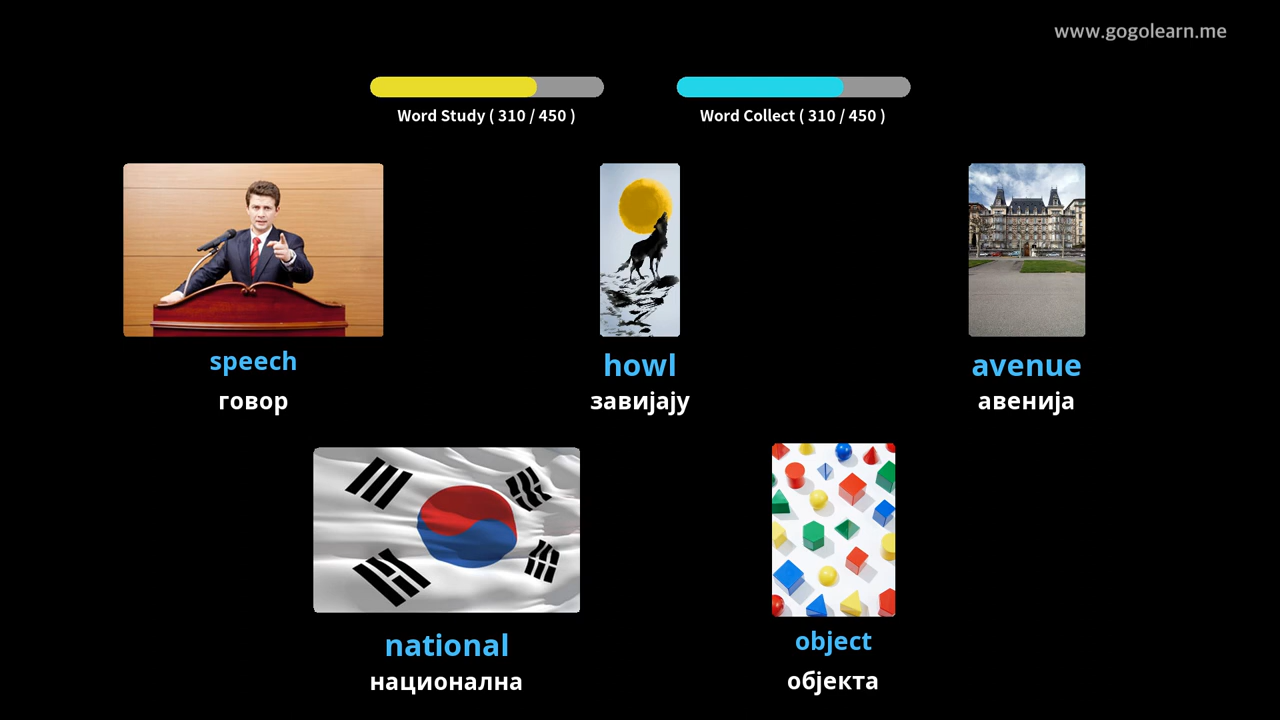 www.gogolearn.me
Word Study ( 310 / 450 )
Word Collect ( 310 / 450 )
speech
говор
howl
завијају
avenue
авенија
national
национална
object
објекта